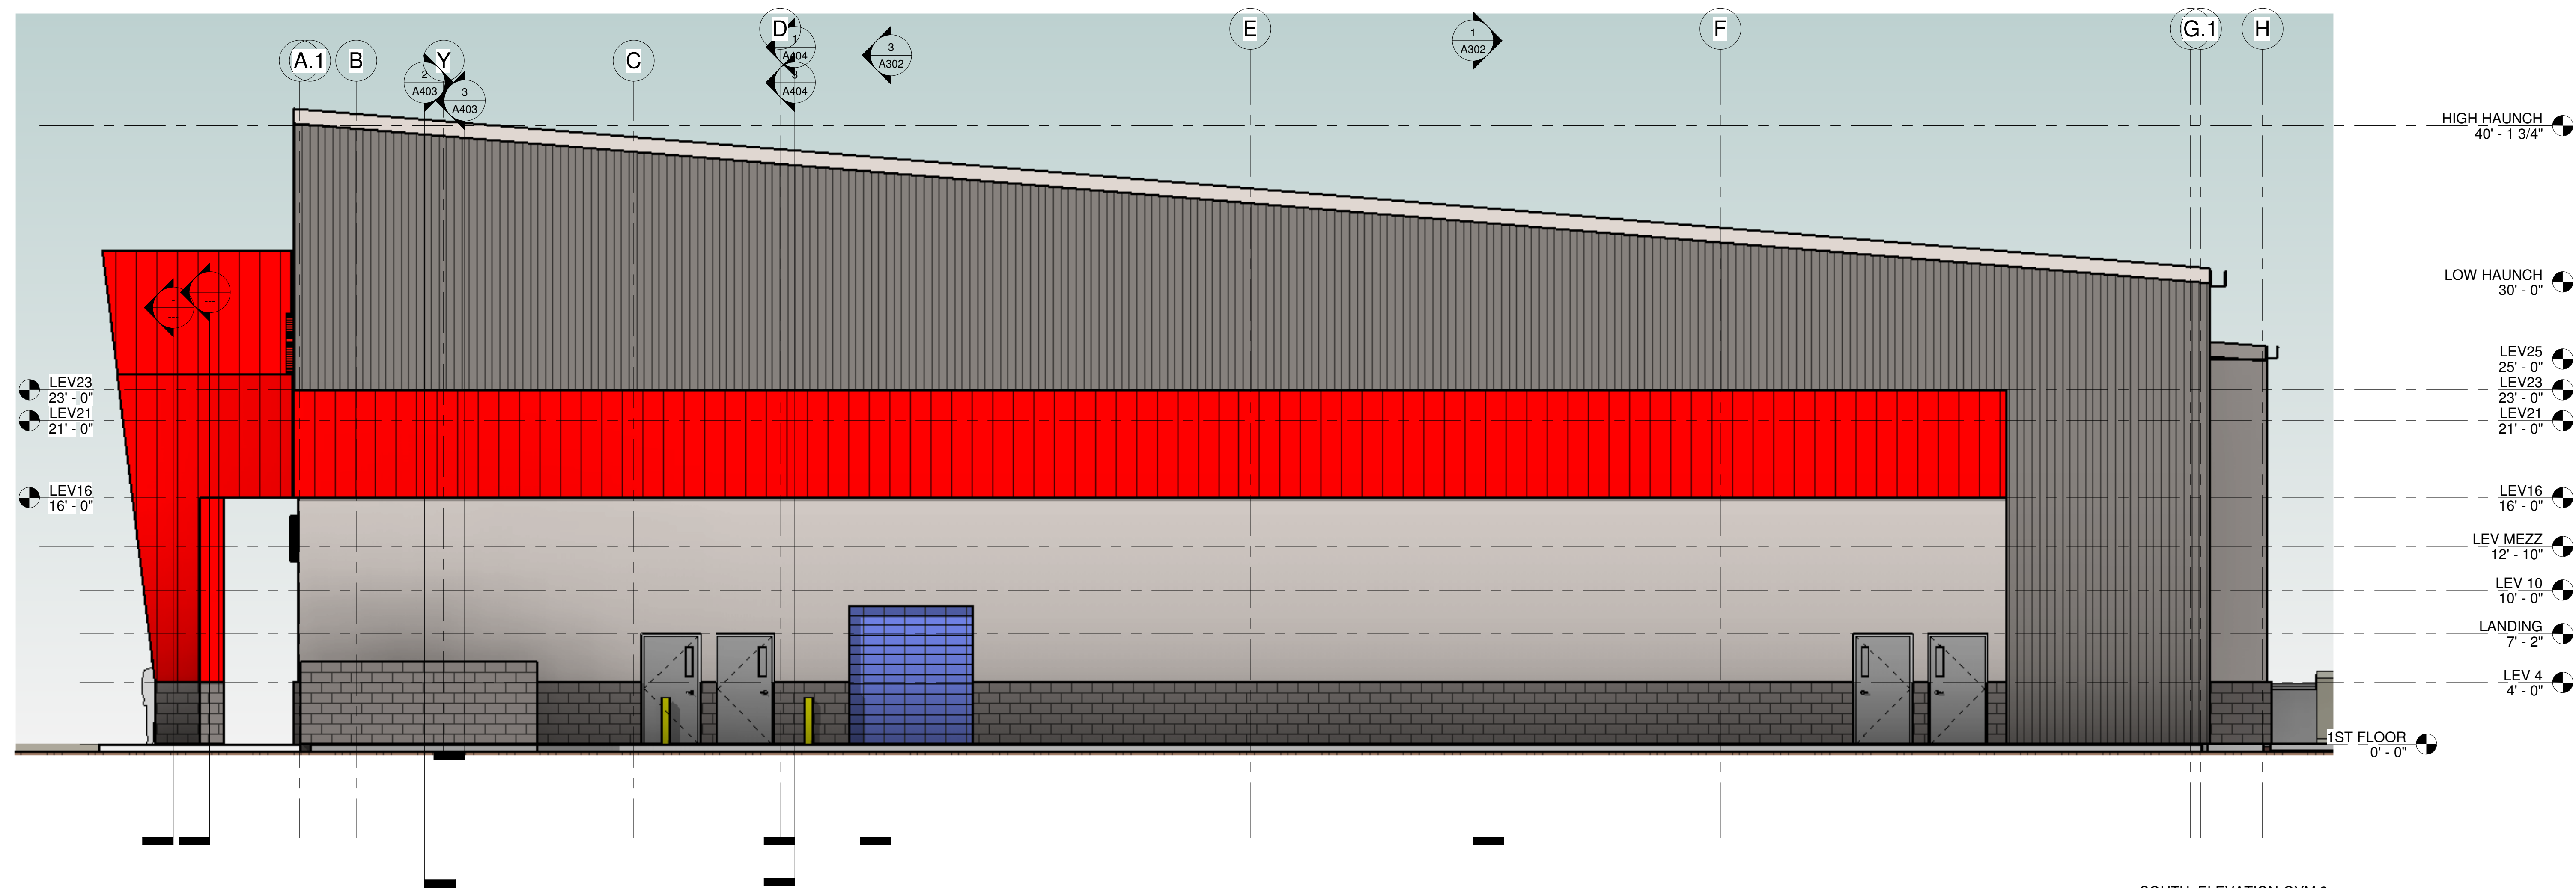 A.1
B
Y
C
D
E
F
G.1
H
2
A403
3
A403
1
A404
3
A404
3
A302
1
A302
HIGH HAUNCH
40' - 1 3/4"
LOW HAUNCH
30' - 0"
LEV25
25' - 0"
LEV23
23' - 0"
LEV21
21' - 0"
LEV16
16' - 0"
LEV MEZZ
12' - 10"
LEV 10
10' - 0"
LANDING
7' - 2"
LEV 4
4' - 0"
1ST FLOOR
0' - 0"
LEV23
23' - 0"
LEV21
21' - 0"
LEV16
16' - 0"
-
---
-
---